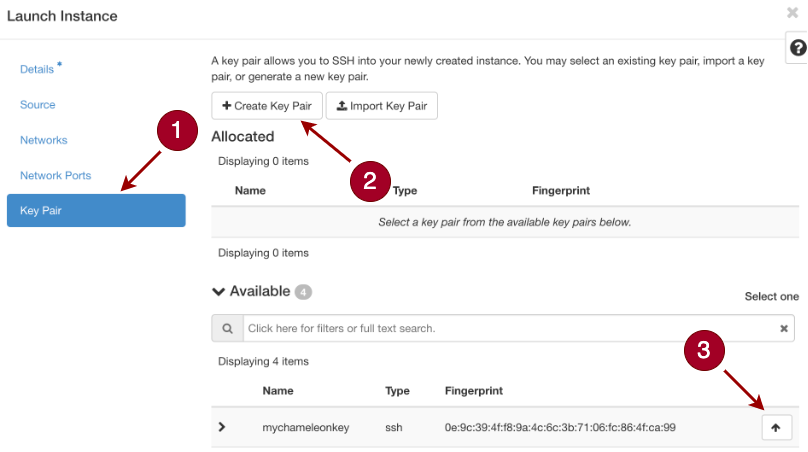 Launch Instance
Details *
Source
Networks
Network Ports
Key Pair
A key pair allows you to SSH into your newly created instance. You may select an existing key pair, import a key
pair, or generate a new key pair.
Create Key Pair
Import Key Pair
1
Allocated
Displaying 0 items
2
Name Type Fingerprint
Select a key pair from the available key pairs below.
Displaying 0 items
Available 4
Select one
Click here for filters or full text search.
Displaying 4 items
3
Name Type Fingerprint
mychameleonkey ssh 0e:9c:39:4f:f8:9a:4c:6c:3b:71:06:fc:86:4f:ca:99